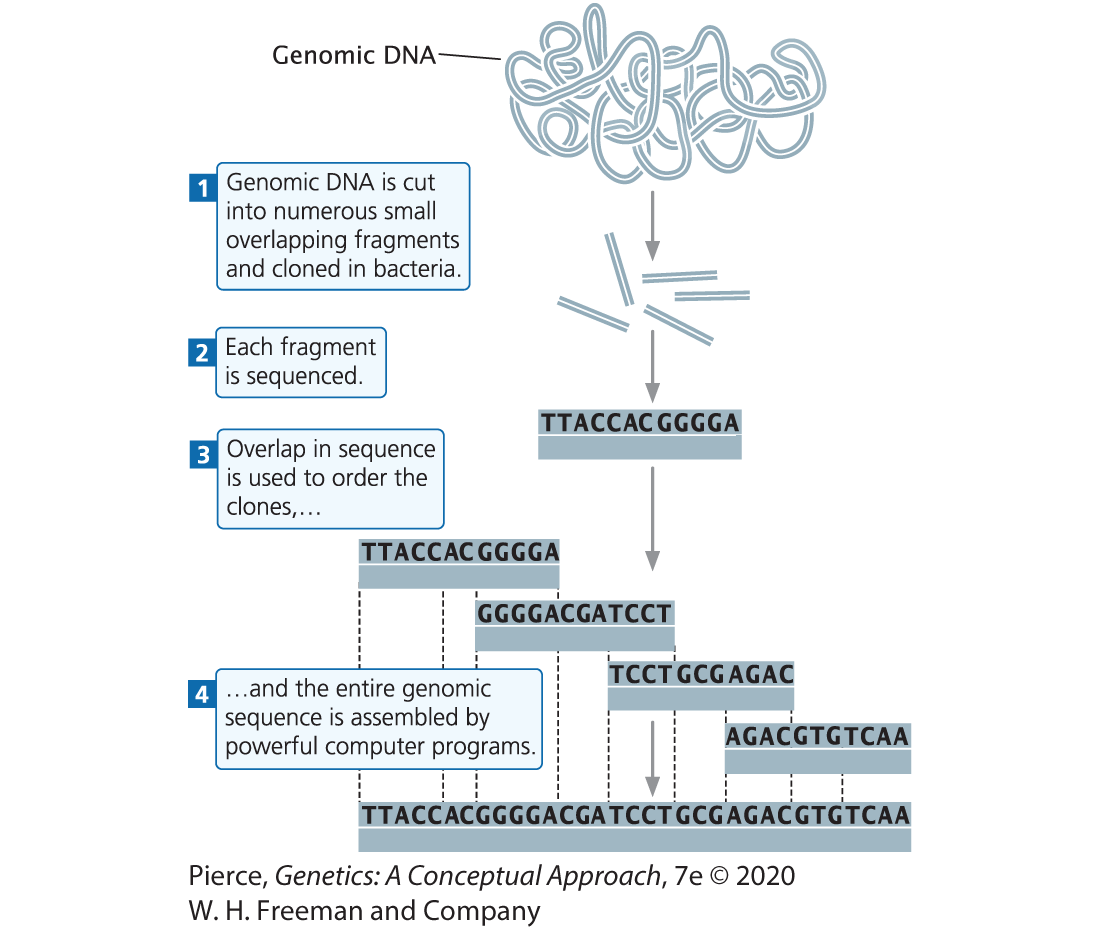 Genomic DNA
1
Genomic DNA is cut
into numerous small
overlapping fragments
and cloned in bacteria.
2
Each fragment
is sequenced.
TTACCACGGGGA
3
Overlap in sequence
is used to order the
clones,…
TTACCACGGGGA
GGGGACGATCCT
TCCTGCGAGAC
4
…and the entire genomic
sequence is assembled by
powerful computer programs.
AGACGTGTCAA
TTACCACGGGGACGATCCTGCGAGACGTGTCAA
Pierce, Genetics: A Conceptual Approach, 7e © 2020
W. H. Freeman and Company